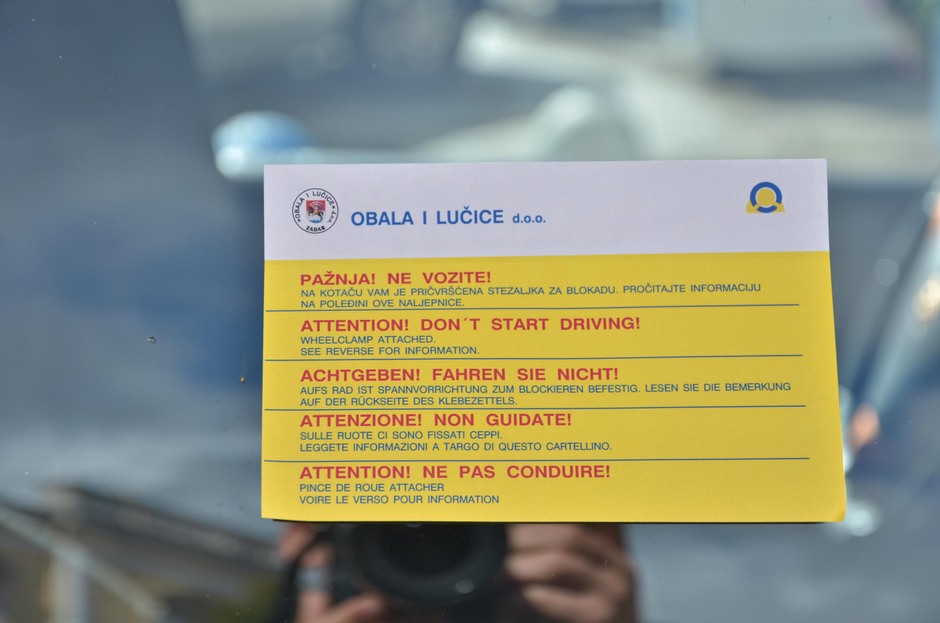 OBALA I LUČICE d.o.o.
ZADAR
OBALA I LUČICE d.o.o.
PAŽNJA! NE VOZITE!
NA KOTAČU VAM JE PRIČVRŠĆENA STEZALJKA ZA BLOKADU. PROČITAJTE INFORMACIJU
NA POLEĐINI OVE NALJEPNICE.
ATTENTION! DON´T START DRIVING!
WHEELCLAMP ATTACHED.
SEE REVERSE FOR INFORMATION.
ACHTGEBEN! FAHREN SIE NICHT!
AUFS RAD IST SPANNVORRICHTUNG ZUM BLOCKIEREN BEFESTIG. LESEN SIE DIE BEMERKUNG
AUF DER RÜCKSEITE DES KLEBEZETTELS.
ATTENZIONE! NON GUIDATE!
SULLE RUOTE CI SONO FISSATI CEPPI.
LEGGETE INFORMAZIONI A TARGO DI QUESTO CARTELLINO.
ATTENTION! NE PAS CONDUIRE!
PINCE DE ROUE ATTACHER
VOIRE LE VERSO POUR INFORMATION